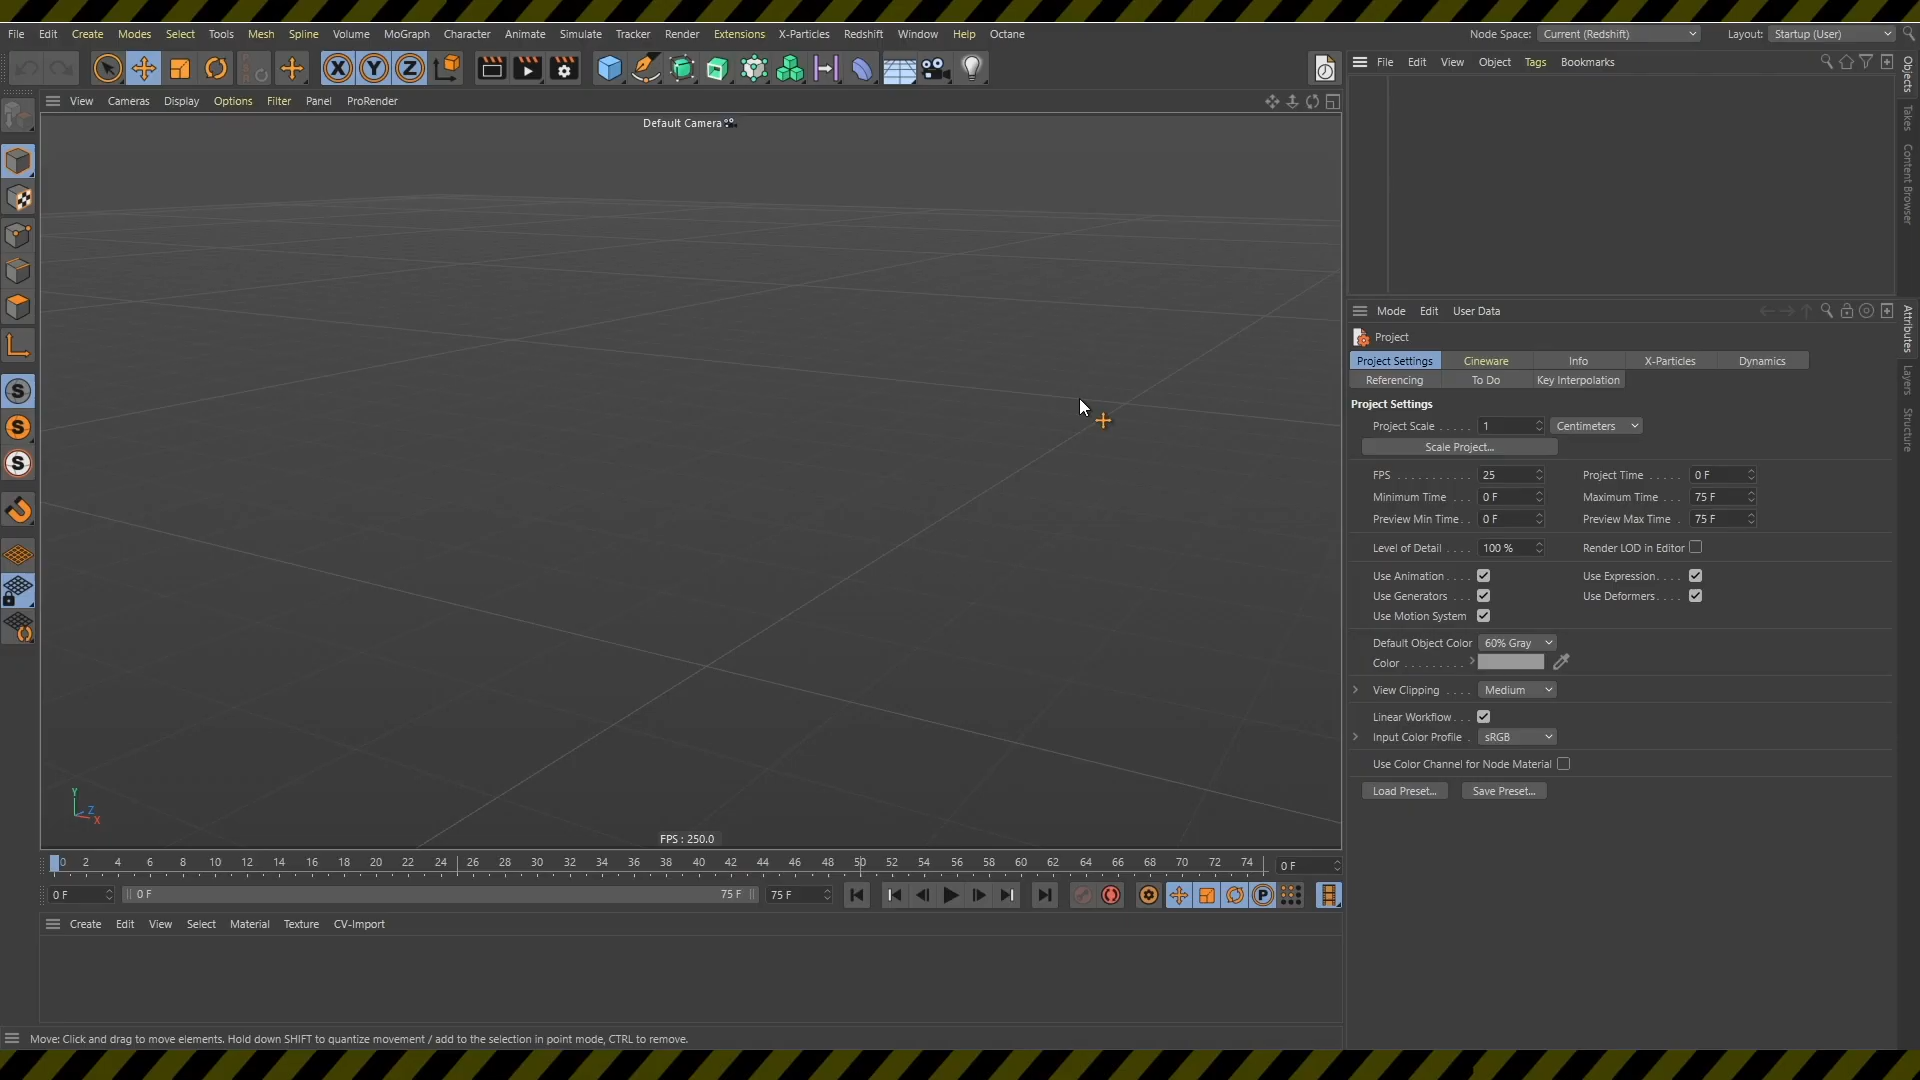 File Edit Create Modes Select Tools Mesh Spline Volume MoGraph Character Animate Simulate Tracker Render Extensions X-Particles Redshift Window Help Octane Node Space: Current (Redshift) Layout: Startup (User)
X Y Z
File Edit View Object Tags Bookmarks
View Cameras Display Options Filter Panel ProRender
Default Camera
Objects
Takes
Content Browser
Mode Edit User Data
Attributes
Layers
Structure
Project
Project Settings Cineware Info X-Particles Dynamics
Referencing To Do Key Interpolation
Project Settings
Project Scale . . . . . 1 Centimeters
Scale Project...
FPS . . . . . . . . . . . 25 Project Time . . . . . 0 F
Minimum Time . . . 0 F Maximum Time . . . 75 F
Preview Min Time . . 0 F Preview Max Time . 75 F
Level of Detail . . . . 100 % Render LOD in Editor
Use Animation . . . . Use Expression . . . .
Use Generators . . . Use Deformers . . . .
Use Motion System
Default Object Color 60% Gray
Color . . . . . . . . .
View Clipping . . . . Medium
Linear Workflow . . .
Input Color Profile . sRGB
Use Color Channel for Node Material
Load Preset... Save Preset...
S
S
S
Y
Z
X
FPS : 250.0
0 2 4 6 8 10 12 14 16 18 20 22 24 26 28 30 32 34 36 38 40 42 44 46 48 50 52 54 56 58 60 62 64 66 68 70 72 74 0 F
0 F 0 F 75 F 75 F P
Create Edit View Select Material Texture CV-Import
Move: Click and drag to move elements. Hold down SHIFT to quantize movement / add to the selection in point mode, CTRL to remove.